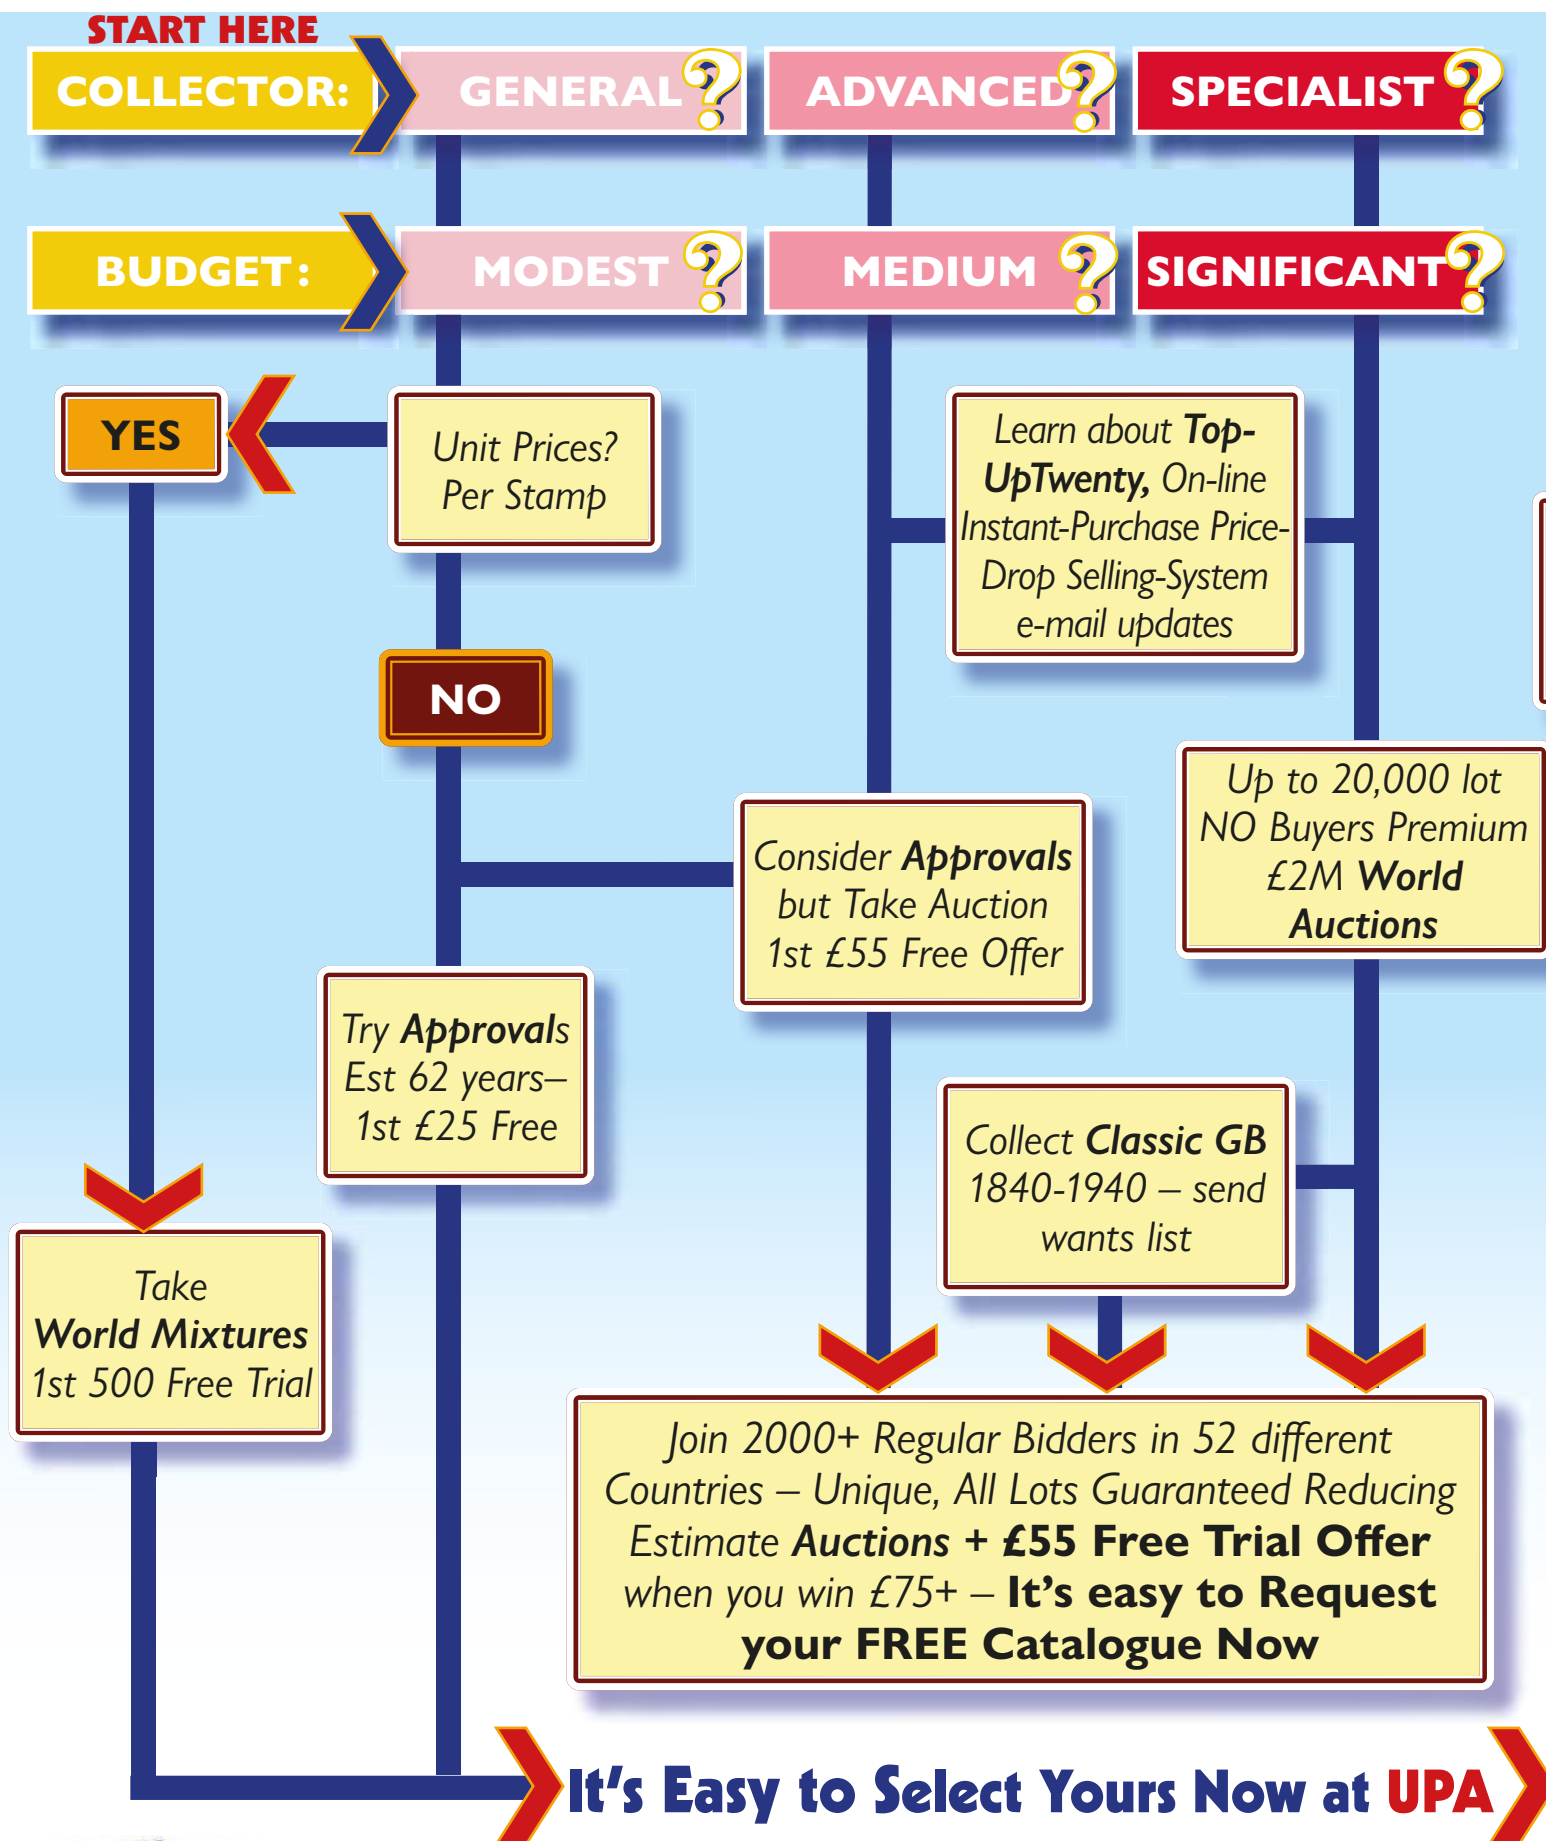 START HERE
COLLECTOR:
GENERAL?
ADVANCED?
SPECIALIST?
BUDGET:
MODEST?
MEDIUM?
SIGNIFICANT?
YES
Unit Prices?
Per Stamp
Learn about Top-
UpTwenty, On-line
Instant-Purchase Price-
Drop Selling-System
e-mail updates
NO
Up to 20,000 lot
NO Buyers Premium
£2M World
Auctions
Consider Approvals
but Take Auction
1st £55 Free Offer
Try Approvals
Est 62 years–
1st £25 Free
Collect Classic GB
1840-1940 – send
wants list
Take
World Mixtures
1st 500 Free Trial
Join 2000+ Regular Bidders in 52 different
Countries – Unique, All Lots Guaranteed Reducing
Estimate Auctions + £55 Free Trial Offer
when you win £75+ – It's easy to Request
your FREE Catalogue Now
It's Easy to Select Yours Now at UPA